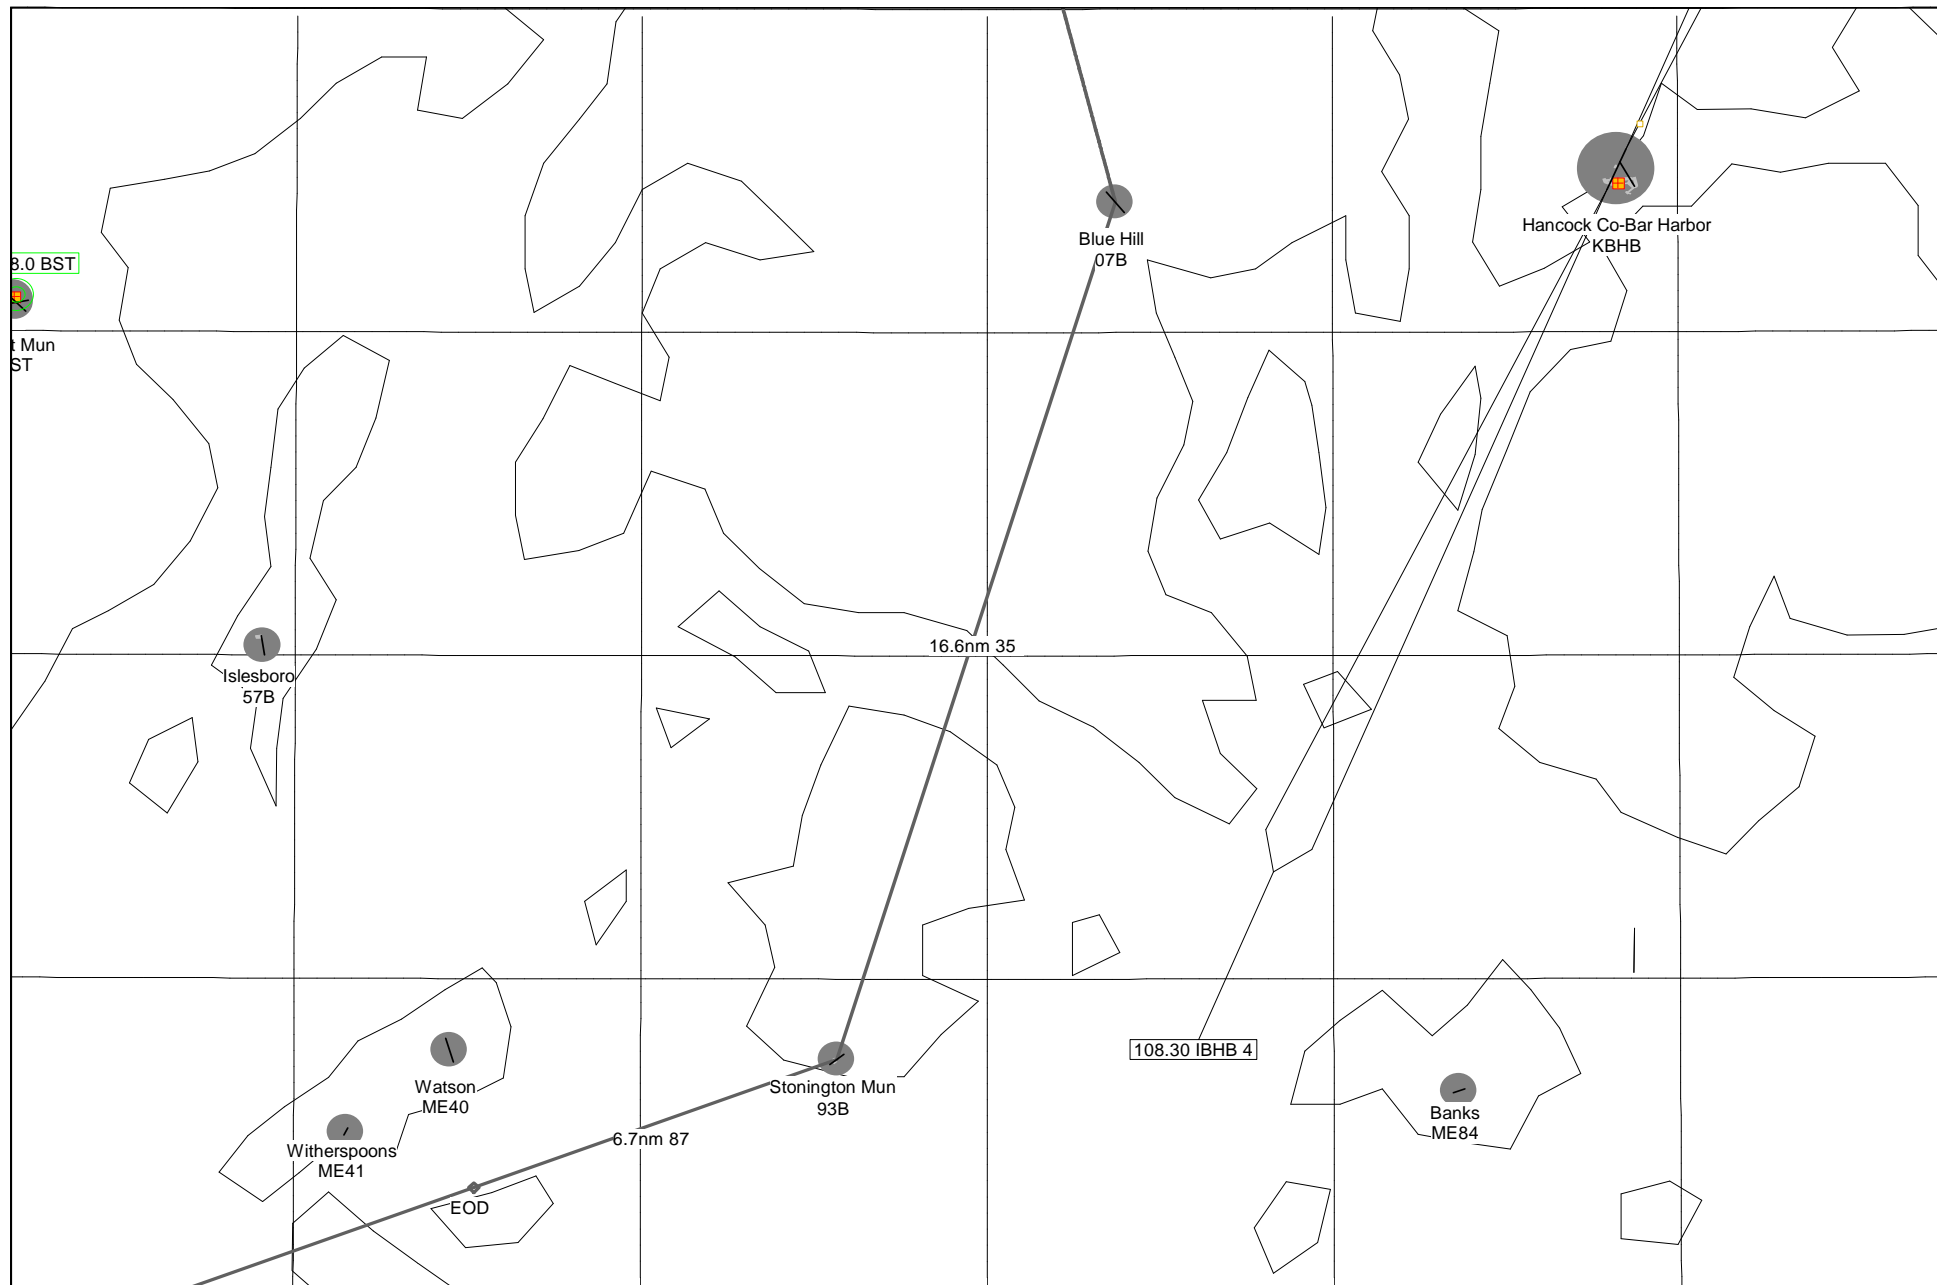 Blue Hill
07B
Hancock Co-Bar Harbor
KBHB
8.0 BST
t Mun
ST
16.6nm 35
Islesboro
57B
108.30 IBHB 4
Watson
ME40
Stonington Mun
93B
Banks
ME84
6.7nm 87
Witherspoons
ME41
EOD